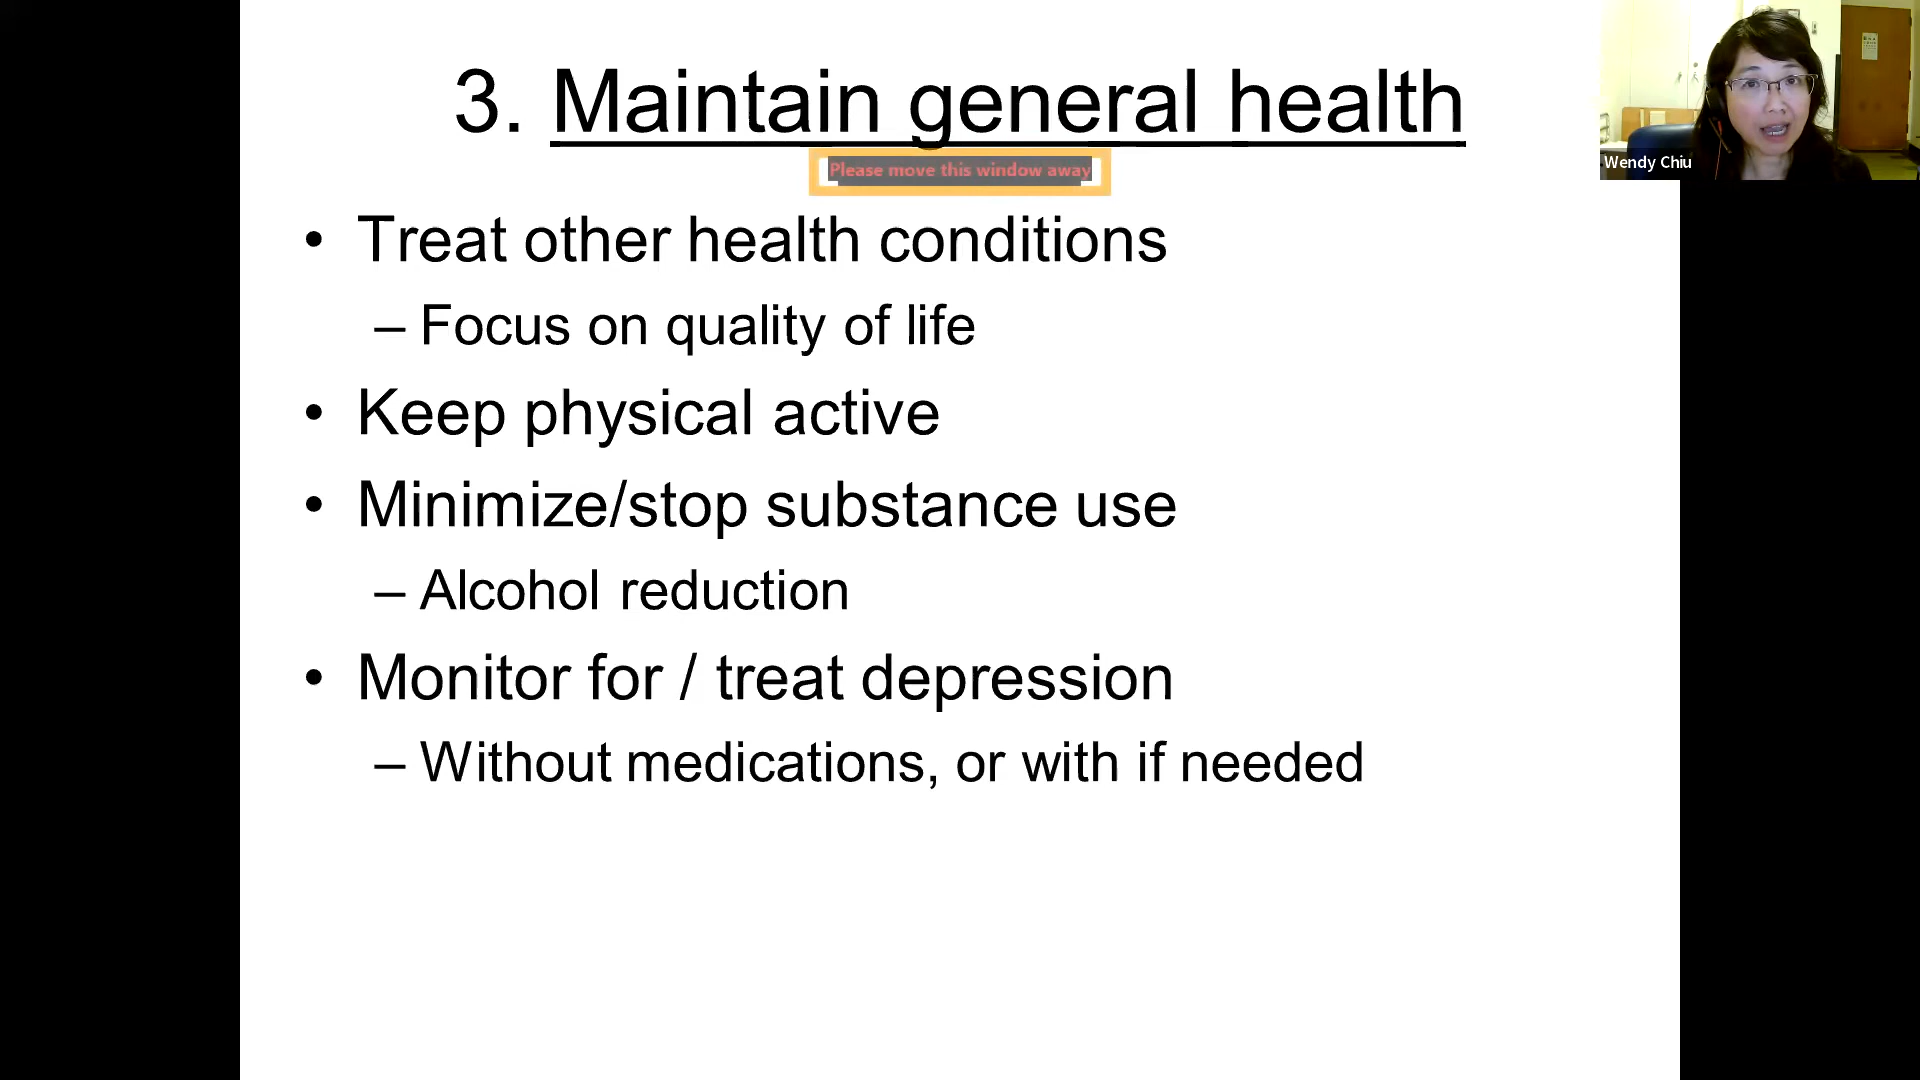 3. Maintain general health
Please move this window away
Wendy Chiu
• Treat other health conditions
– Focus on quality of life
• Keep physical active
• Minimize/stop substance use
– Alcohol reduction
• Monitor for / treat depression
– Without medications, or with if needed